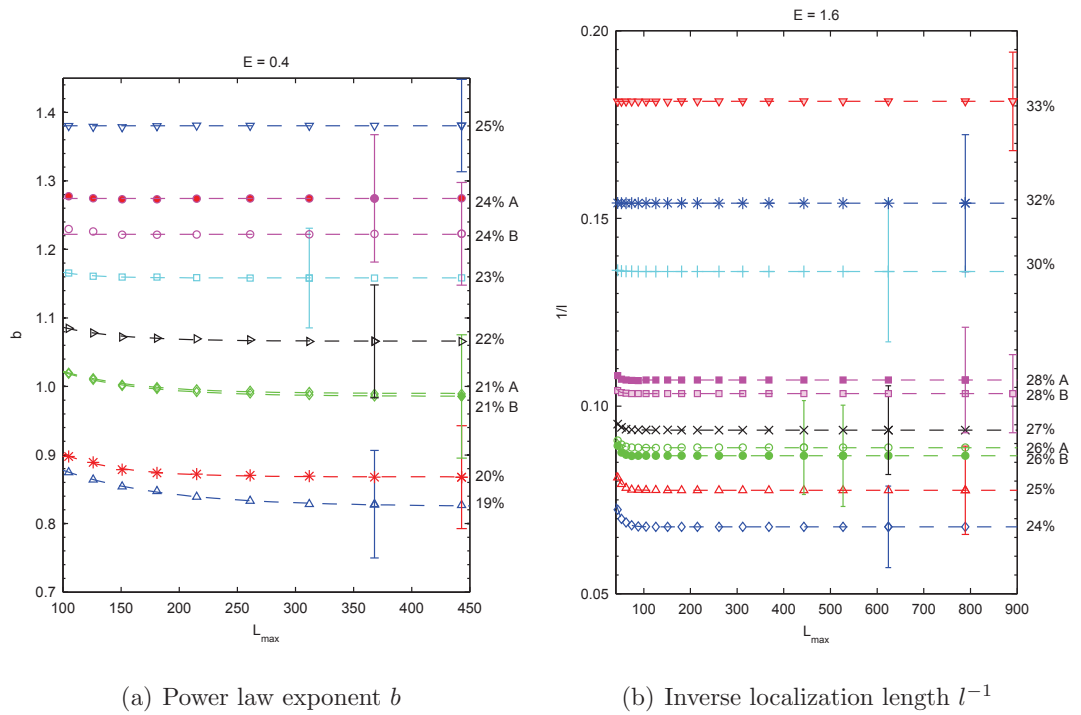 E = 0.4
1.4
1.3
1.2
1.1
1.0
0.9
0.8
0.7
b
100
150
200
250
300
350
400
450
L_max
25%
24% A
24% B
23%
22%
21% A
21% B
20%
19%
(a) Power law exponent b
E = 1.6
0.20
0.15
0.10
0.05
1/l
100
200
300
400
500
600
700
800
900
L_max
33%
32%
30%
28% A
28% B
27%
26% A
26% B
25%
24%
(b) Inverse localization length l⁻¹